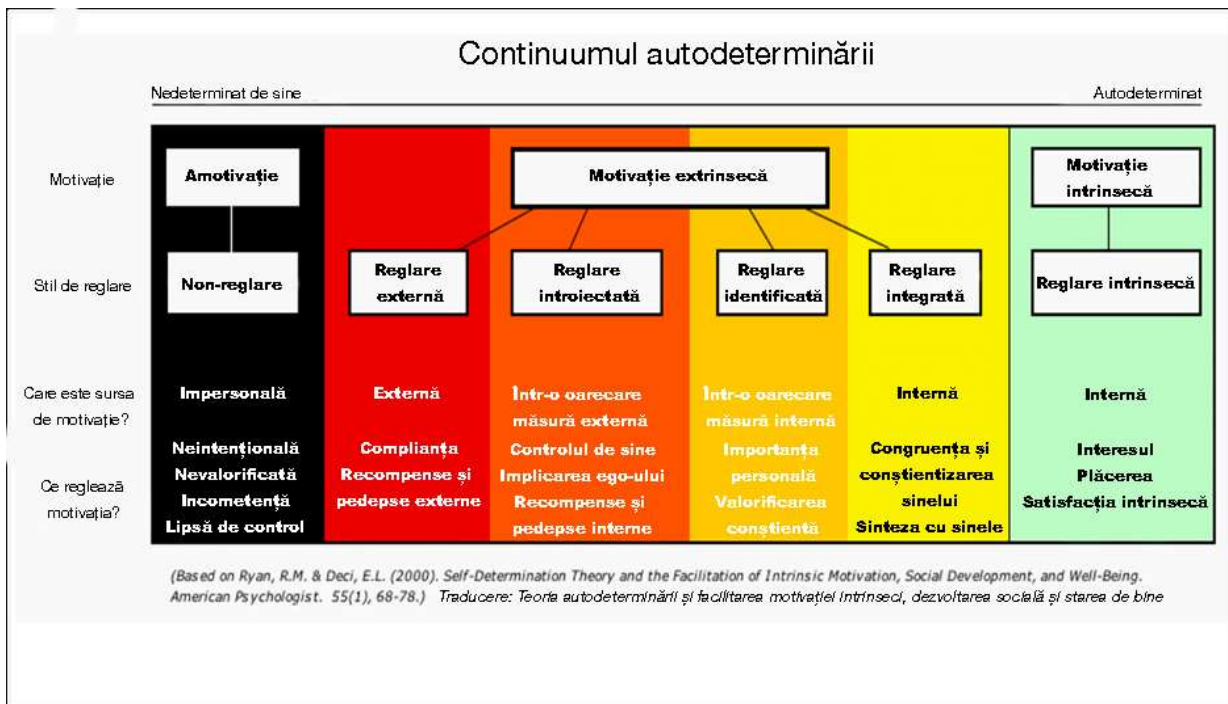 Continuumul autodeterminării
Nedeterminat de sine
Autodeterminat
Motivație
Amotivație
Motivație extrinsecă
Motivație
intrinsecă
Stil de reglare
Non-reglare
Reglare
externă
Reglare
introiectată
Reglare
identificată
Reglare
integrată
Reglare intrinsecă
Care este sursa
de motivație?
Impersonală
Externă
Într-o oarecare
măsură externă
Într-o oarecare
măsură internă
Internă
Internă
Ce reglează
motivația?
Neintențională
Nevalorificată
Incometență
Lipsă de control
Complianța
Recompense și
pedepse externe
Controlul de sine
Implicarea ego-ului
Recompense și
pedepse interne
Importanța
personală
Valorificarea
conștientă
Congruența și
conștientizarea
sinelui
Sinteza cu sinele
Interesul
Plăcerea
Satisfacția intrinsecă
(Based on Ryan, R.M. & Deci, E.L. (2000). Self-Determination Theory and the Facilitation of Intrinsic Motivation, Social Development, and Well-Being.
American Psychologist. 55(1), 68-78.) Traducere: Teoria autodeterminării și facilitarea motivației intrinseci, dezvoltarea socială și starea de bine